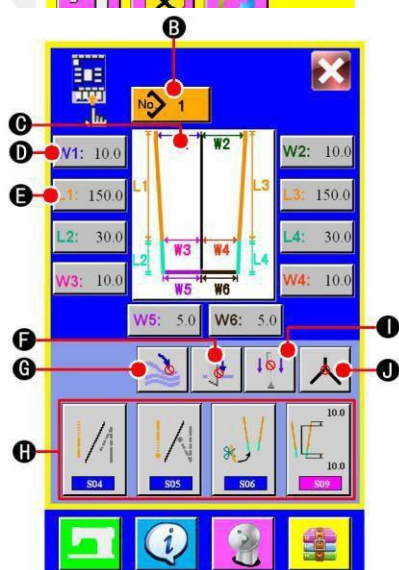 B
No. 1
C
D
W1: 10.0
W2
W2: 10.0
E
L1: 150.0
L1
L3
L3: 150.0
L2: 30.0
L2
W3
W4
L4
L4: 30.0
W3: 10.0
W5
W6
W4: 10.0
W5: 5.0
W6: 5.0
F
I
G
J
H
10.0
10.0
S04
S05
S06
S09